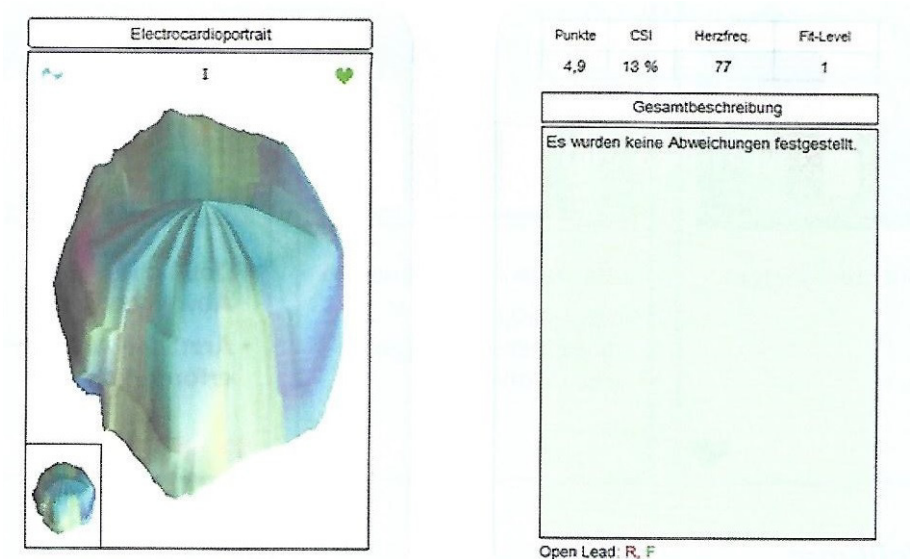 Electrocardioportrait
I
Punkte CSI Herzfreq. Fit-Level
4,9 13 % 77 1
Gesamtbeschreibung
Es wurden keine Abweichungen festgestellt.
Open Lead: R, F